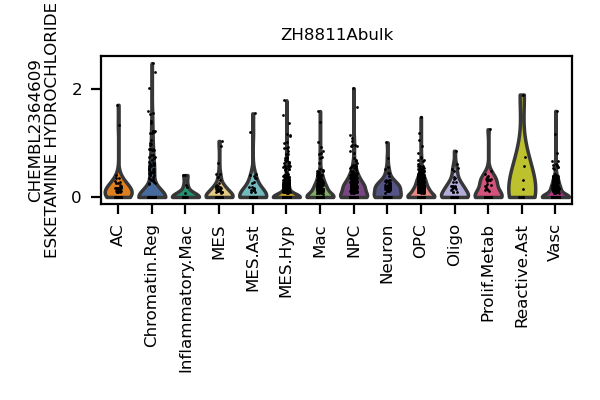 ZH8811Abulk
CHEMBL2364609
ESKETAMINE HYDROCHLORIDE
2
0
AC
Chromatin.Reg
Inflammatory.Mac
MES
MES.Ast
MES.Hyp
Mac
NPC
Neuron
OPC
Oligo
Prolif.Metab
Reactive.Ast
Vasc